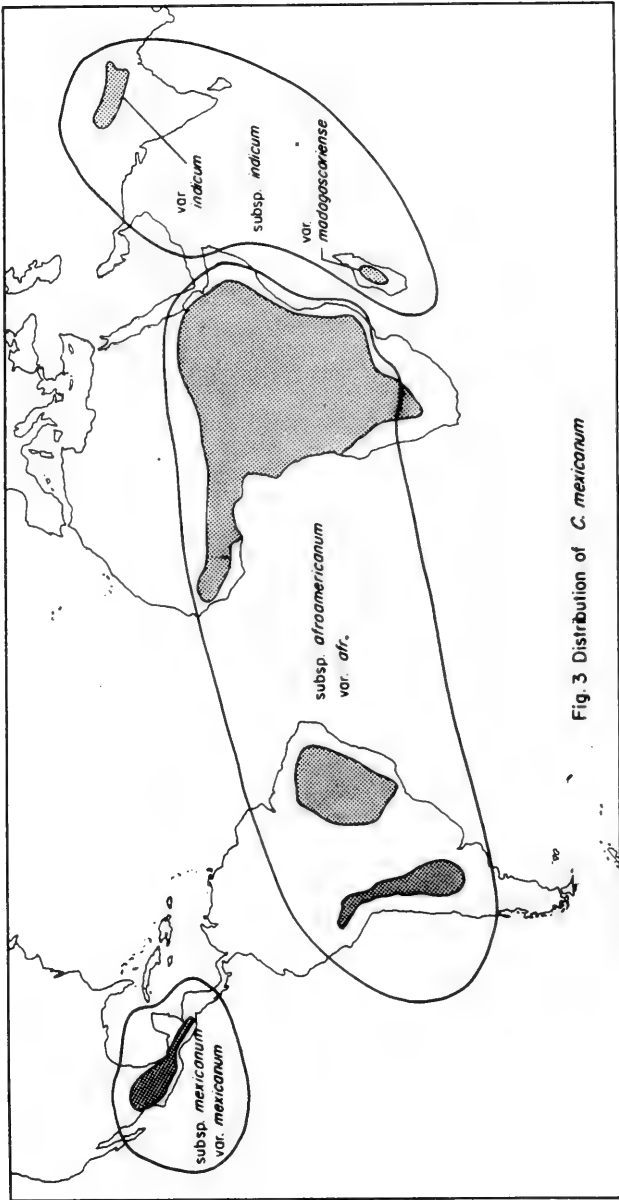 var.
indicum
subsp. indicum
var.
madagascariense
subsp. afroamericanum
var. afr.
subsp. mexicanum
var. mexicanum
Fig. 3 Distribution of C. mexicanum